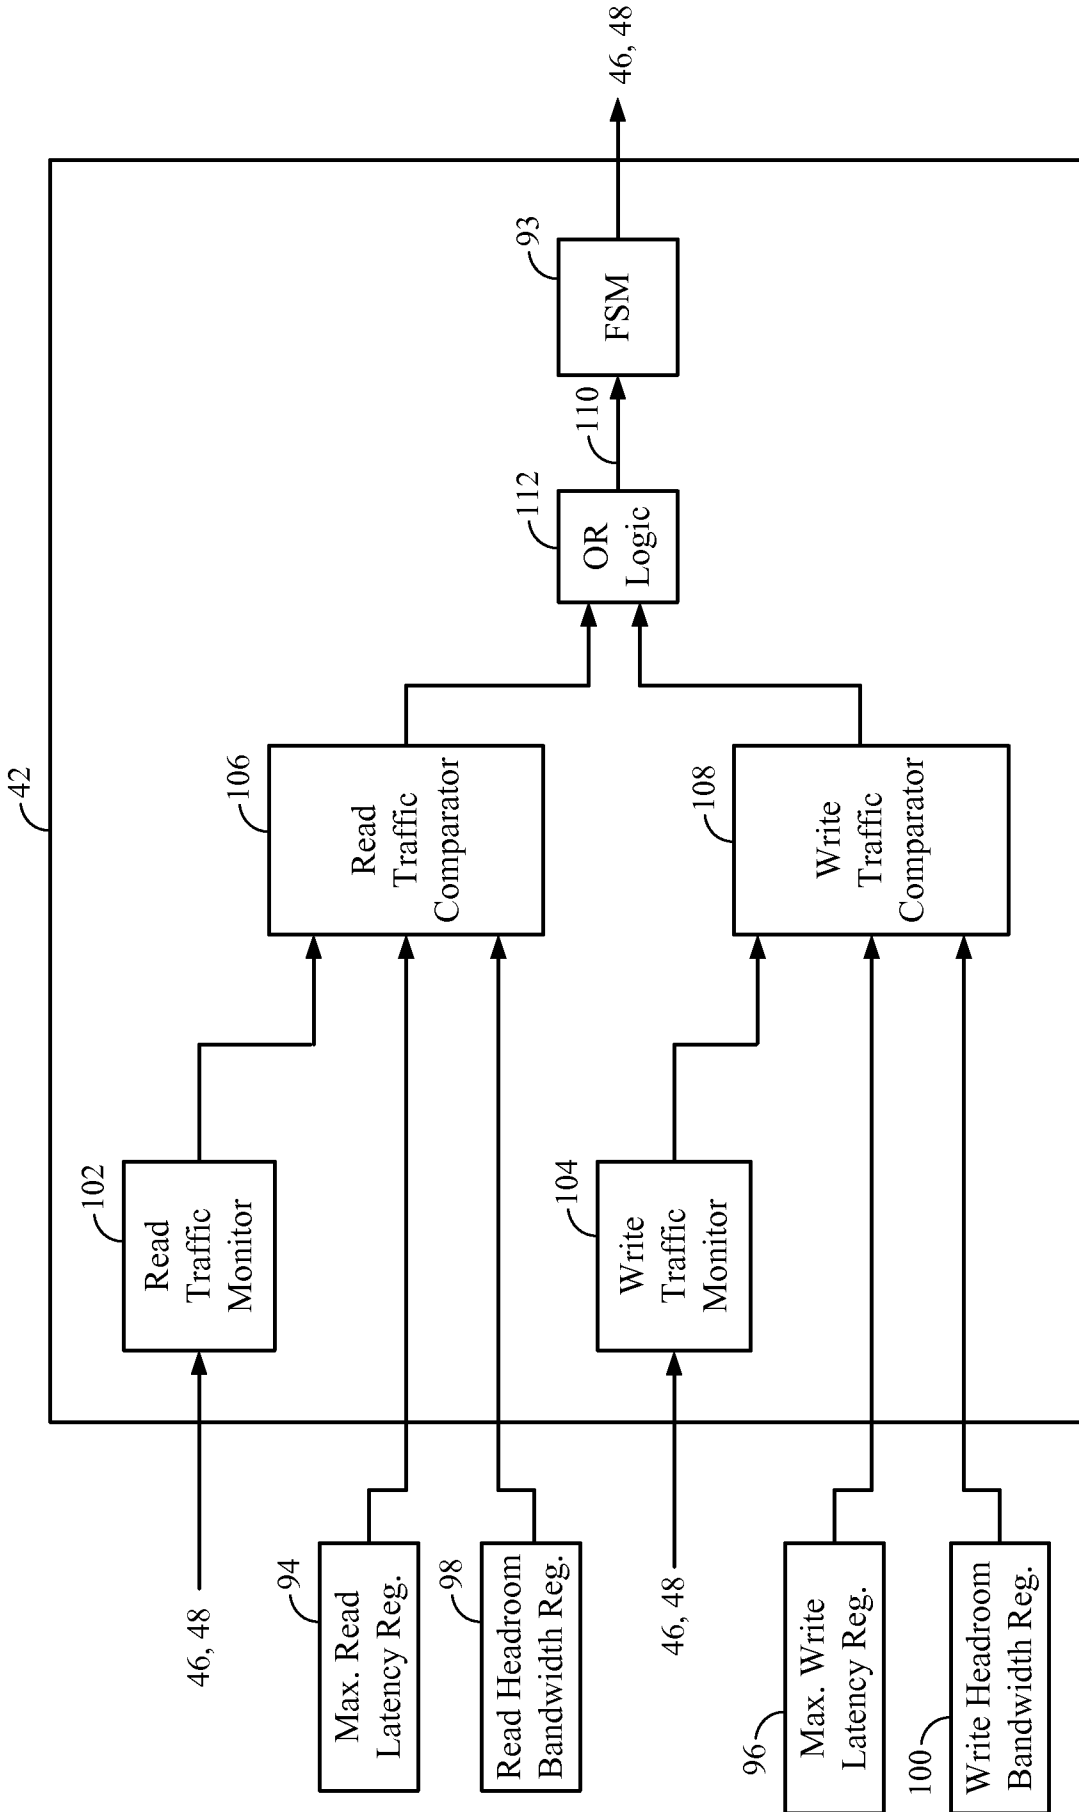 42
46, 48
102
Read
Traffic
Monitor
94
Max. Read
Latency Reg.
98
Read Headroom
Bandwidth Reg.
106
Read
Traffic
Comparator
46, 48
104
Write
Traffic
Monitor
96
Max. Write
Latency Reg.
100
Write Headroom
Bandwidth Reg.
108
Write
Traffic
Comparator
112
OR
Logic
110
93
FSM
46, 48